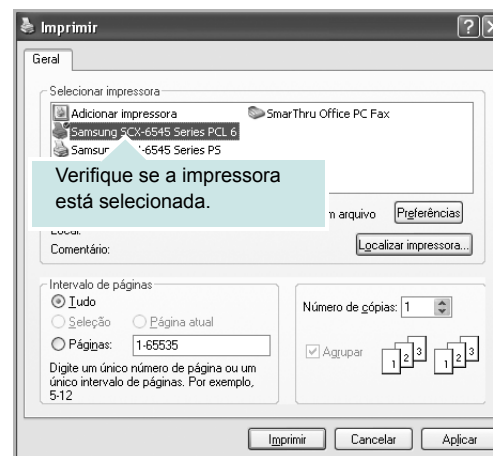 Imprimir
Geral
Selecionar impressora
Adicionar impressora
SmarThru Office PC Fax
Samsung SCX-6545 Series PCL 6
-6545 Series PS
Verifique se a impressora
está selecionada.
arquivo
Preferências
Comentário:
Localizar impressora...
Intervalo de páginas
Tudo
Seleção
Página atual
Páginas:
1-65535
Digite um único número de página ou um
único intervalo de páginas. Por exemplo,
5-12
Número de cópias: 1
Agrupar
1 2 3
1 2 3
Imprimir
Cancelar
Aplicar